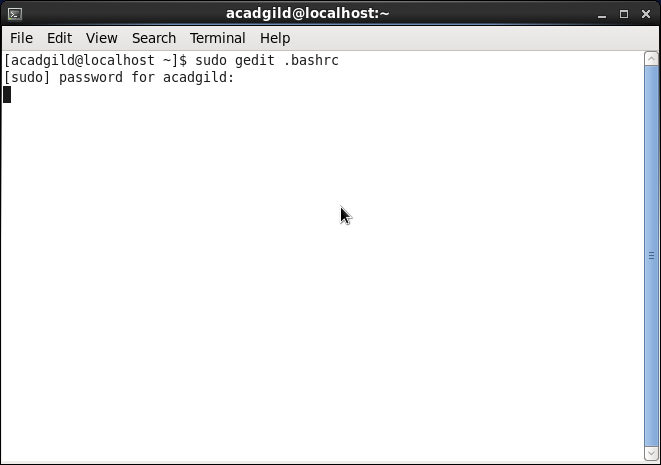 acadgild@localhost:~
File Edit View Search Terminal Help
[acadgild@localhost ~]$ sudo gedit .bashrc
[sudo] password for acadgild: